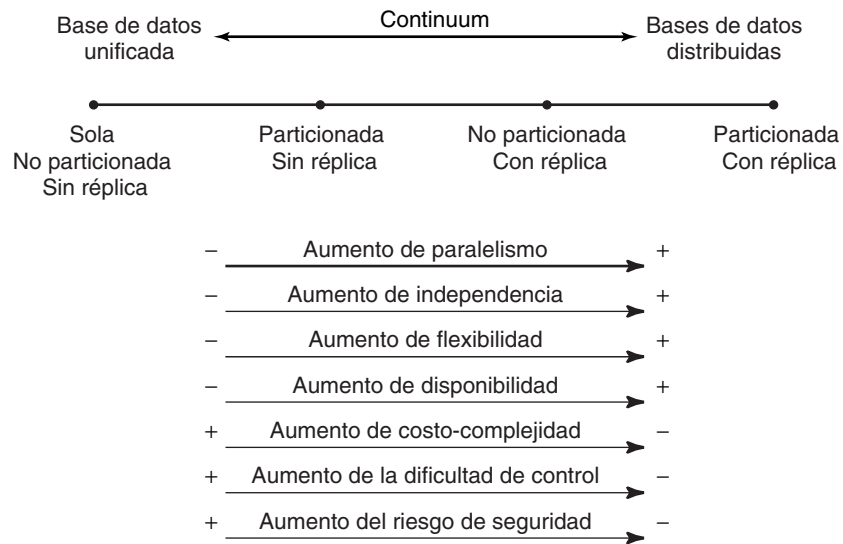 Base de datos
unificada
Continuum
Bases de datos
distribuidas
Sola
No particionada
Sin réplica
Particionada
Sin réplica
No particionada
Con réplica
Particionada
Con réplica
– Aumento de paralelismo +
– Aumento de independencia +
– Aumento de flexibilidad +
– Aumento de disponibilidad +
+ Aumento de costo-complejidad –
+ Aumento de la dificultad de control –
+ Aumento del riesgo de seguridad –